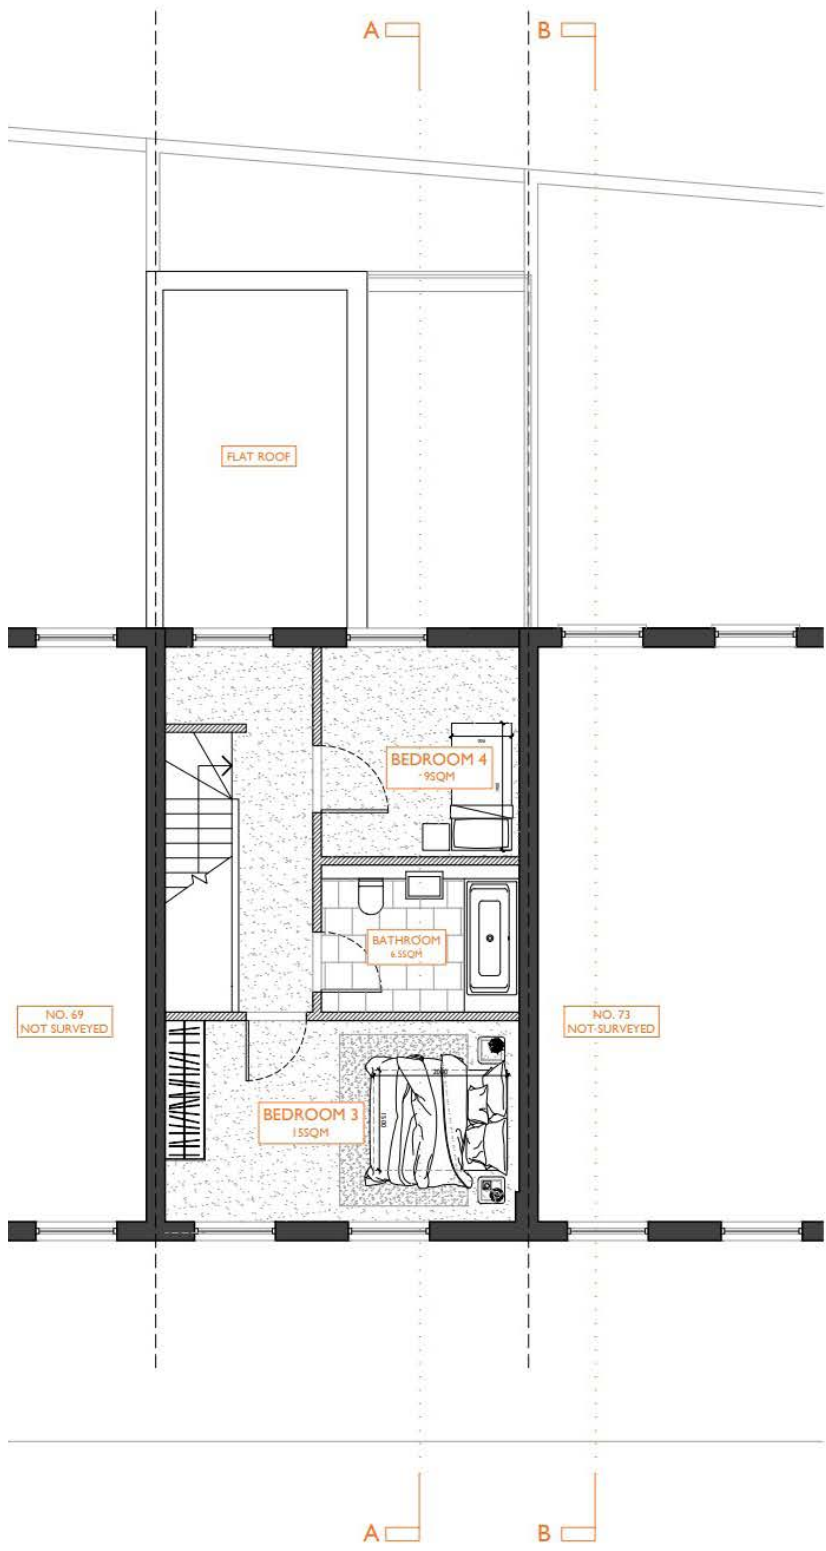 A
B
FLAT ROOF
BEDROOM 4
9SQM
BATHROOM
6.5SQM
NO. 69
NOT SURVEYED
NO. 73
NOT SURVEYED
2000
BEDROOM 3
15SQM
1500
A
B